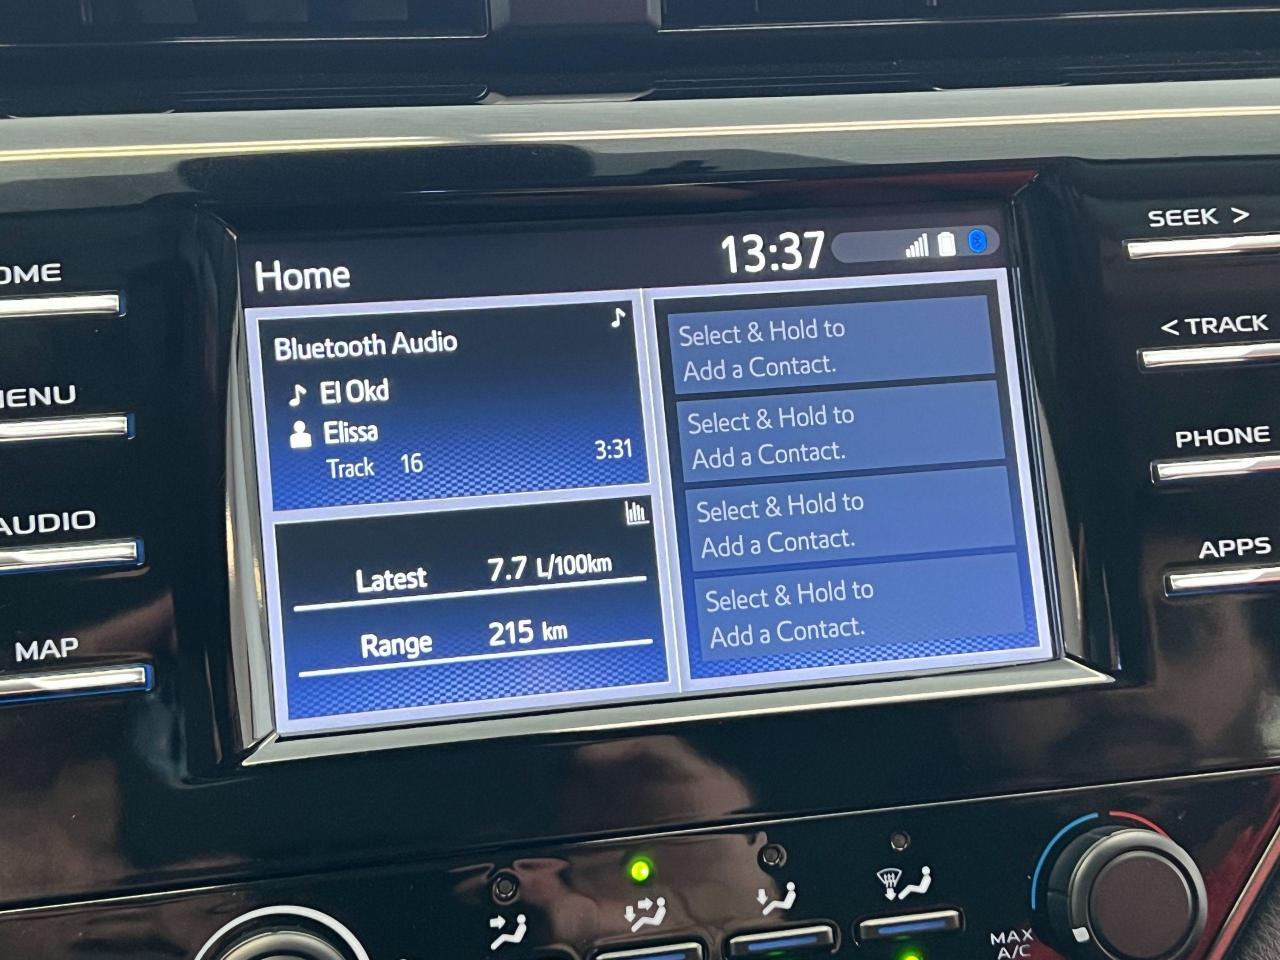 Home
13:37
Bluetooth Audio
El Okd
Elissa
Track 16
3:31
Latest 7.7 L/100km
Range 215 km
Select & Hold to
Add a Contact.
Select & Hold to
Add a Contact.
Select & Hold to
Add a Contact.
Select & Hold to
Add a Contact.
OME
MENU
AUDIO
MAP
SEEK >
< TRACK
PHONE
APPS
MAX
A/C